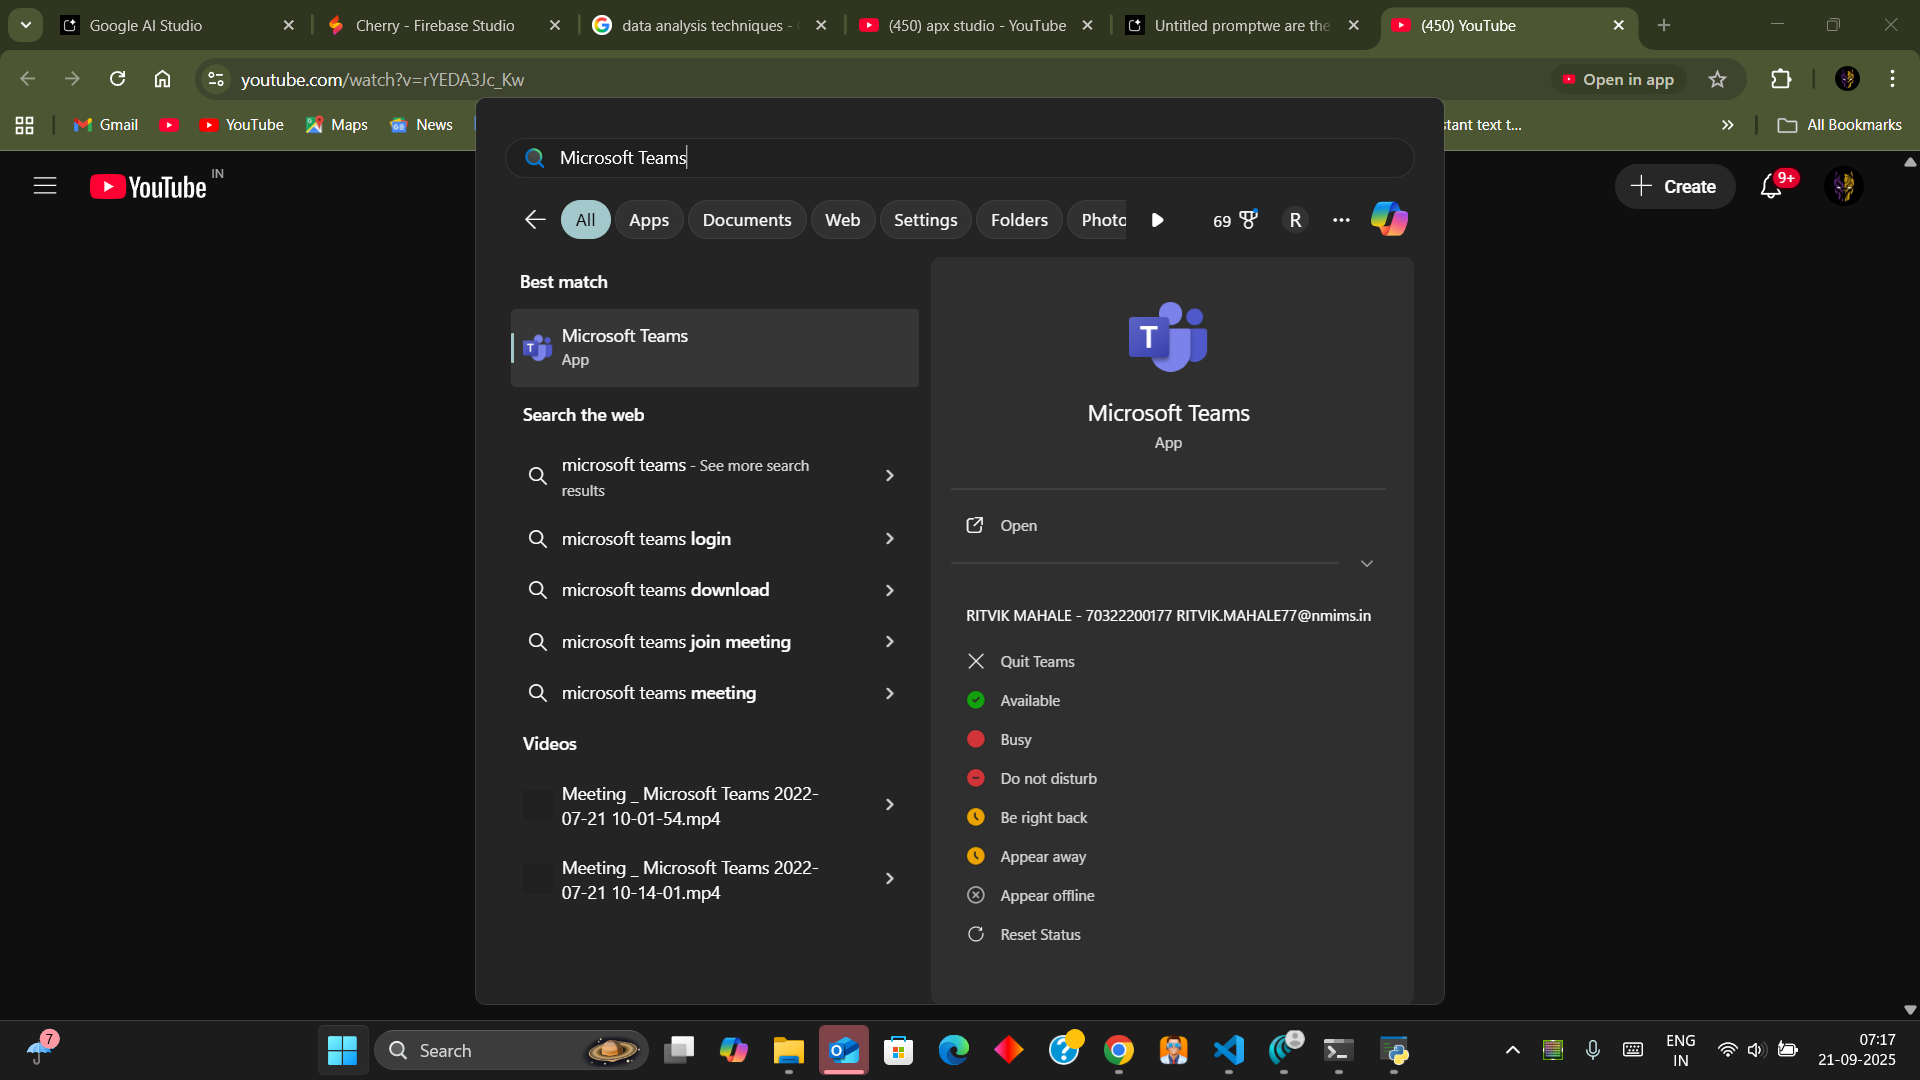 Google AI Studio
Cherry - Firebase Studio
data analysis techniques -
(450) apx studio - YouTube
Untitled promptwe are the
(450) YouTube
youtube.com/watch?v=rYEDA3Jc_Kw
Open in app
Gmail
YouTube
Maps
News
stant text t...
All Bookmarks
YouTube IN
Create
9+
Microsoft Teams
All
Apps
Documents
Web
Settings
Folders
Photo
69
R
Best match
Microsoft Teams
App
Search the web
microsoft teams - See more search
results
microsoft teams login
microsoft teams download
microsoft teams join meeting
microsoft teams meeting
Videos
Meeting _ Microsoft Teams 2022-
07-21 10-01-54.mp4
Meeting _ Microsoft Teams 2022-
07-21 10-14-01.mp4
T
Microsoft Teams
App
Open
RITVIK MAHALE - 70322200177 RITVIK.MAHALE77@nmims.in
Quit Teams
Available
Busy
Do not disturb
Be right back
Appear away
Appear offline
Reset Status
7
Search
ENG
IN
07:17
21-09-2025